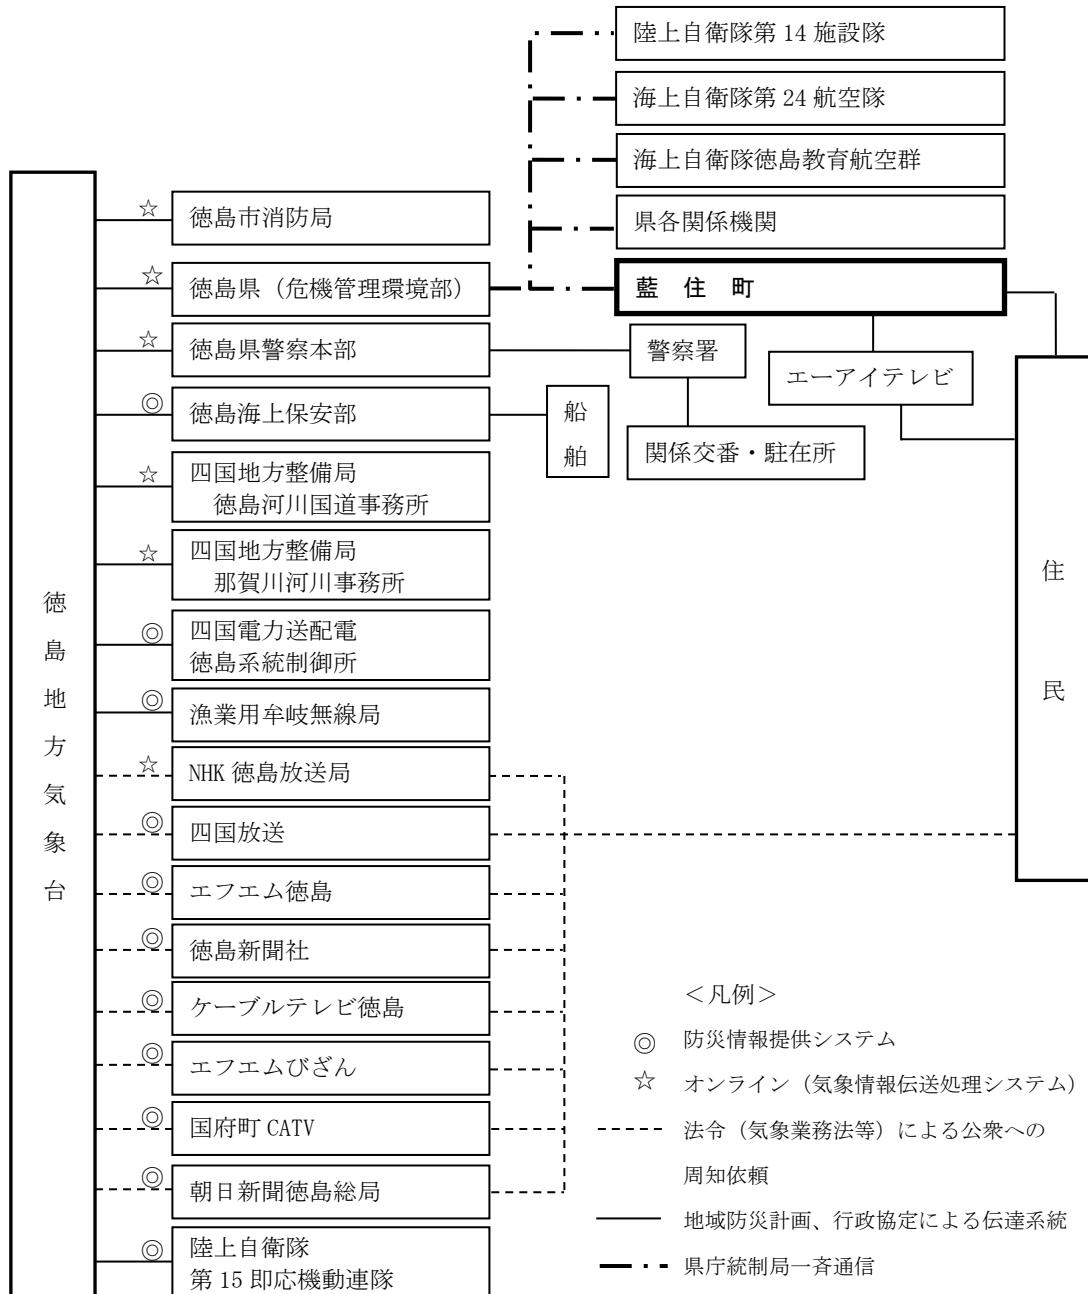 陸上自衛隊第14施設隊
海上自衛隊第24航空隊
海上自衛隊徳島教育航空群
県各関係機関
藍住町
徳島地方気象台
☆
徳島市消防局
☆
徳島県（危機管理環境部）
☆
徳島県警察本部
警察署
エーアイテレビ
◎
徳島海上保安部
船舶
関係交番・駐在所
☆
四国地方整備局
徳島河川国道事務所
☆
四国地方整備局
那賀川河川事務所
住民
◎
四国電力送配電
徳島系統制御所
◎
漁業用牟岐無線局
☆
NHK徳島放送局
◎
四国放送
◎
エフエム徳島
◎
徳島新聞社
◎
ケーブルテレビ徳島
◎
エフエムびざん
◎
国府町CATV
◎
朝日新聞徳島総局
◎
陸上自衛隊
第15即応機動連隊
＜凡例＞
◎ 防災情報提供システム
☆ オンライン（気象情報伝送処理システム）
法令（気象業務法等）による公衆への
周知依頼
地域防災計画、行政協定による伝達系統
県庁統制局一斉通信